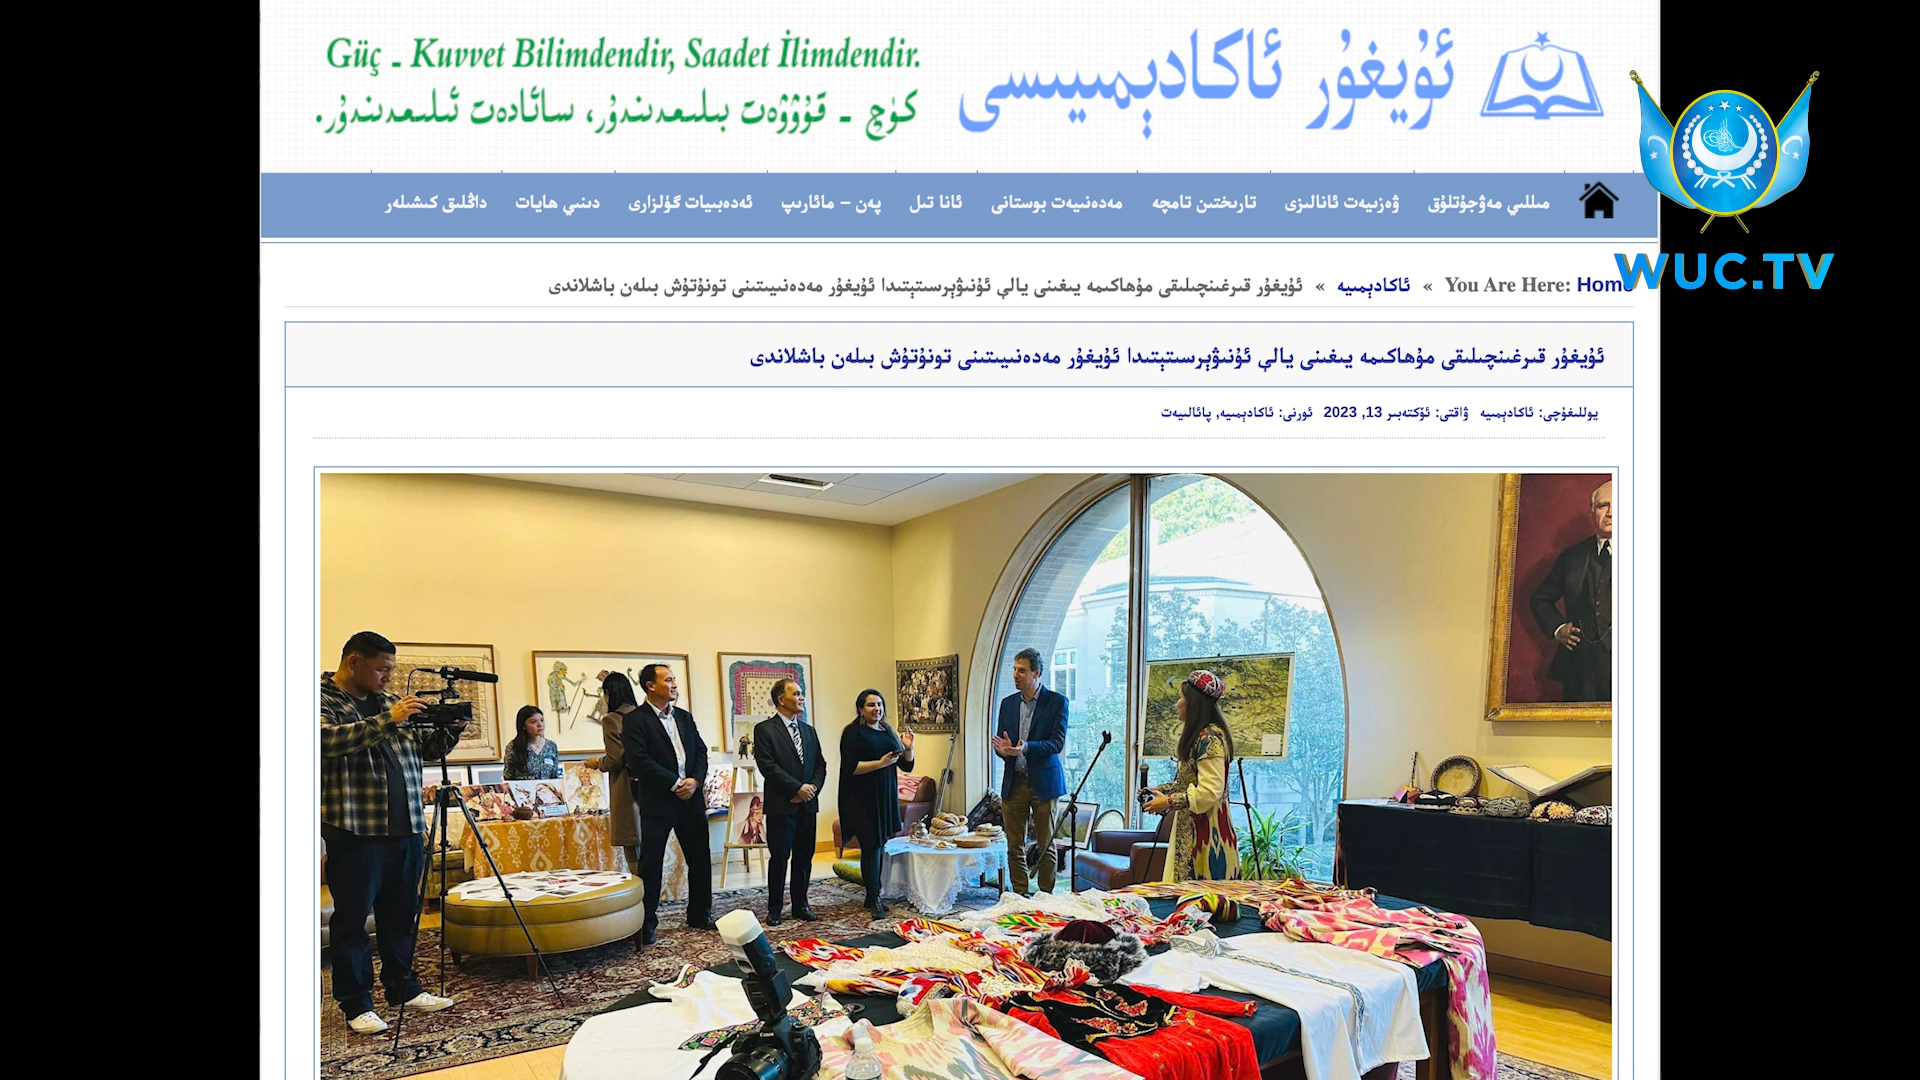 Güç - Kuvvet Bilimdendir, Saadet İlimdendir.
كۈچ - قۇۋۋەت بىلىمدىندۇر، سائادەت ئىلىمدىندۇر.
ئۇيغۇر ئاكادېمىيىسى
مىللىي مەۋجۇتلۇق ۋەزىيەت ئانالىزى تارىختىن تامچە مەدەنىيەت بوستانى ئانا تىل پەن – مائارىپ ئەدەبىيات گۈلزارى دىنىي ھايات داڭلىق كىشىلەر
You Are Here: Home » ئاكادېمىيە » ئۇيغۇر قىرغىنچىلىقى مۇھاكىمە يىغىنى يالې ئۇنىۋېرسىتېتىدا ئۇيغۇر مەدەنىيىتىنى تونۇتۇش بىلەن باشلاندى
ئۇيغۇر قىرغىنچىلىقى مۇھاكىمە يىغىنى يالې ئۇنىۋېرسىتېتىدا ئۇيغۇر مەدەنىيىتىنى تونۇتۇش بىلەن باشلاندى
يوللىغۇچى: ئاكادېمىيە ۋاقتى: ئۆكتەبىر 13, 2023 ئورنى: ئاكادېمىيە, پائالىيەت
WUC.TV
Canon